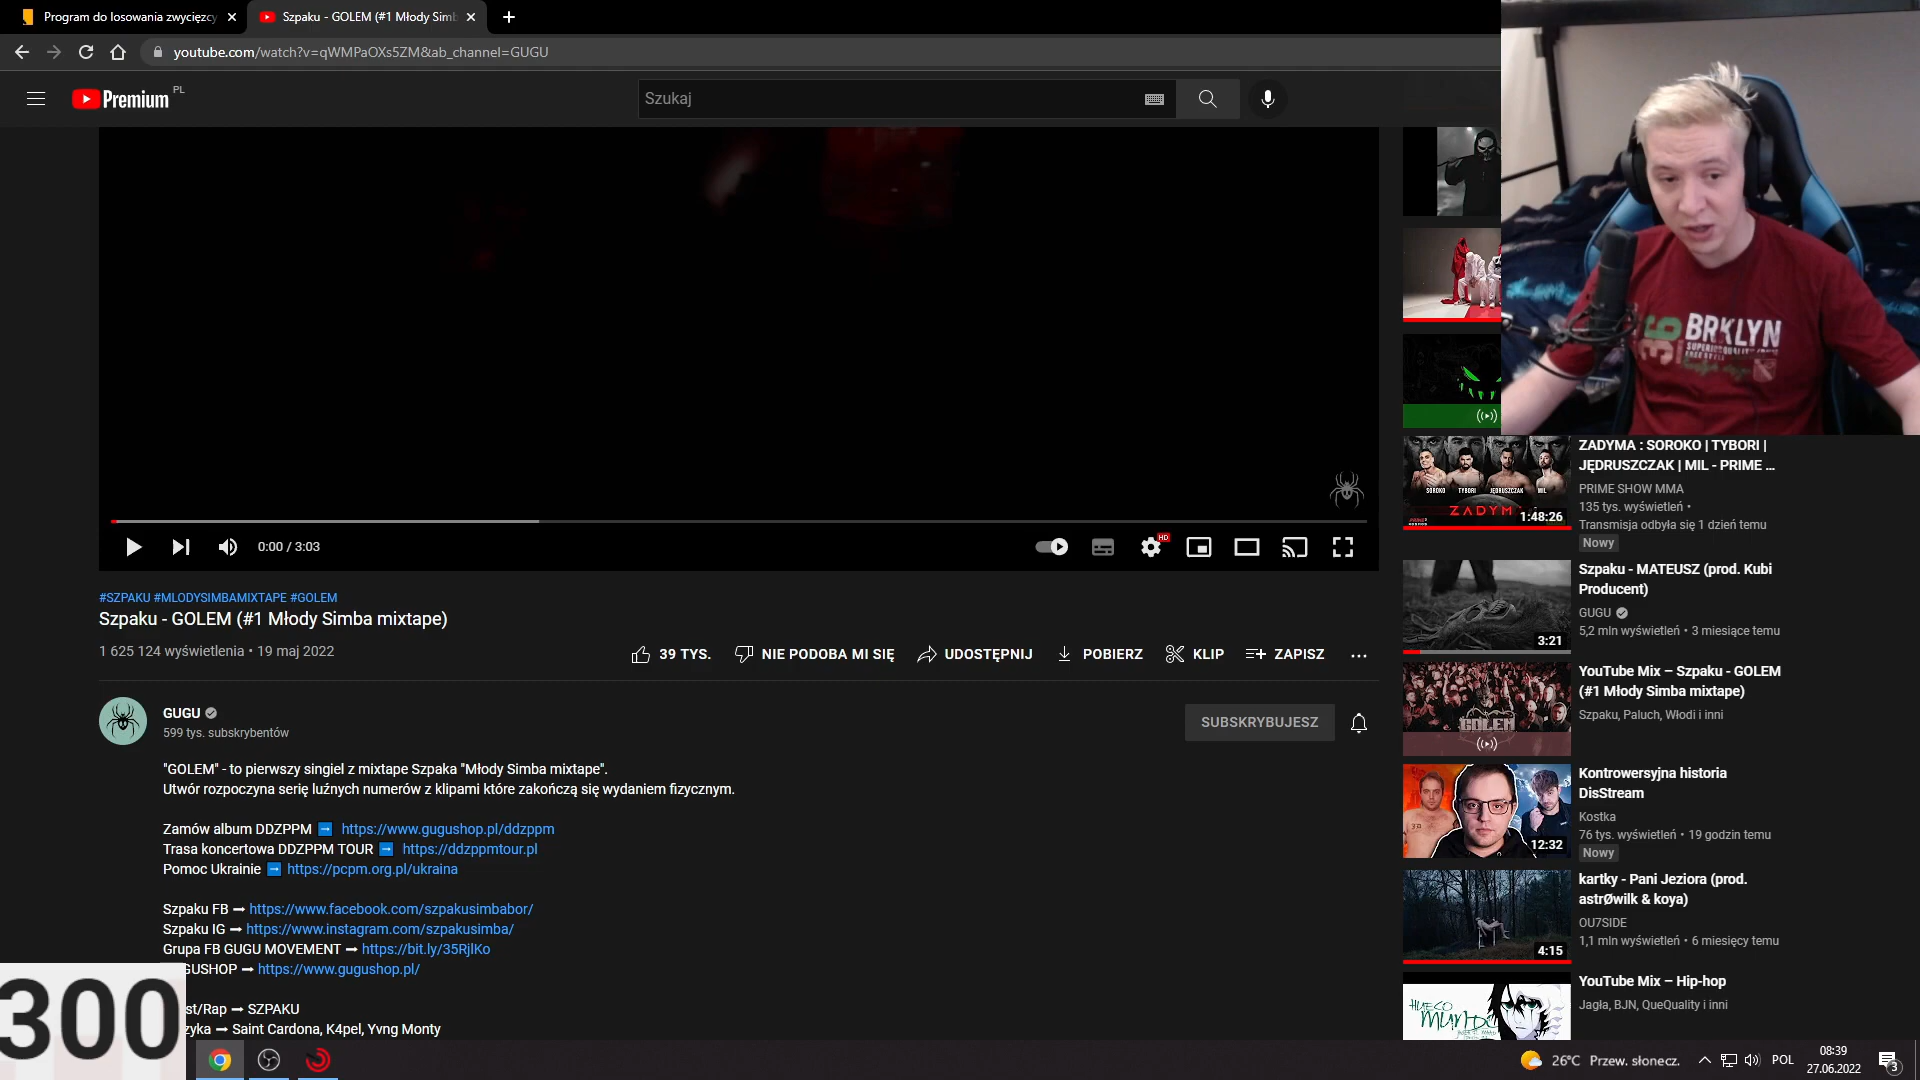 Program do losowania zwycięzcy
Szpaku - GOLEM (#1 Młody Simb
youtube.com/watch?v=qWMPaOXs5ZM&ab_channel=GUGU
Premium PL
Szukaj
BRKLYN
0:00 / 3:03
HD
#SZPAKU #MLODYSIMBAMIXTAPE #GOLEM
Szpaku - GOLEM (#1 Młody Simba mixtape)
1 625 124 wyświetlenia • 19 maj 2022
39 TYS.
NIE PODOBA MI SIĘ
UDOSTĘPNIJ
POBIERZ
KLIP
ZAPISZ
GUGU
599 tys. subskrybentów
SUBSKRYBUJESZ
"GOLEM" - to pierwszy singiel z mixtape Szpaka "Młody Simba mixtape".
Utwór rozpoczyna serię luźnych numerów z klipami które zakończą się wydaniem fizycznym.
Zamów album DDZPPM ➡ https://www.gugushop.pl/ddzppm
Trasa koncertowa DDZPPM TOUR ➡ https://ddzppmtour.pl
Pomoc Ukrainie ➡ https://pcpm.org.pl/ukraina
Szpaku FB ➞ https://www.facebook.com/szpakusimbabor/
Szpaku IG ➞ https://www.instagram.com/szpakusimba/
Grupa FB GUGU MOVEMENT ➞ https://bit.ly/35RjlKo
GUSHOP ➞ https://www.gugushop.pl/
st/Rap ➞ SZPAKU
zyka ➞ Saint Cardona, K4pel, Yvng Monty
300
SOROKO TYBORI JĘDRUSZCZAK MIL
ZADYM
1:48:26
ZADYMA : SOROKO | TYBORI |
JĘDRUSZCZAK | MIL - PRIME ...
PRIME SHOW MMA
135 tys. wyświetleń •
Transmisja odbyła się 1 dzień temu
Nowy
3:21
Szpaku - MATEUSZ (prod. Kubi
Producent)
GUGU
5,2 mln wyświetleń • 3 miesiące temu
GOLEM
YouTube Mix – Szpaku - GOLEM
(#1 Młody Simba mixtape)
Szpaku, Paluch, Włodi i inni
12:32
Kontrowersyjna historia
DisStream
Kostka
76 tys. wyświetleń • 19 godzin temu
Nowy
4:15
kartky - Pani Jeziora (prod.
astrØwilk & koya)
OU7SIDE
1,1 mln wyświetleń • 6 miesięcy temu
HUECO
MUNDO
YouTube Mix – Hip-hop
Jagła, BJN, QueQuality i inni
26°C Przew. słonecz.
POL
08:39
27.06.2022
3